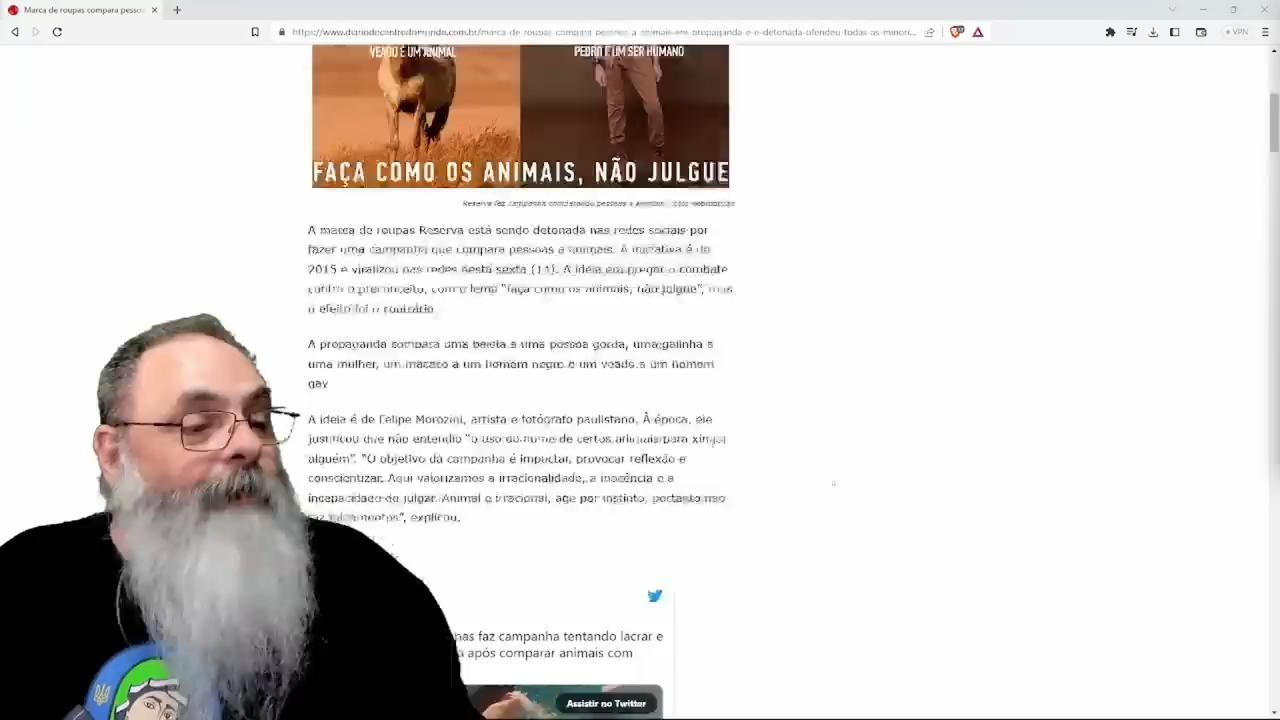 Marca de roupas compara pesso
https://www.diariodocentrodomundo.com.br/marca-de-roupas-compara-pessoas-a-animais-em-propaganda-e-e-detonada-ofendeu-todas-as-minori...
VPN
VEADO É UM ANIMAL
PEDRO É UM SER HUMANO
FAÇA COMO OS ANIMAIS, NÃO JULGUE
Reserva faz campanha comparando pessoas a animais
A marca de roupas Reserva está sendo detonada nas redes sociais por
fazer uma campanha que compara pessoas a animais. A iniciativa é de
2015 e viralizou nas redes nesta sexta (11). A ideia era pregar o combate
contra o preconceito, com o lema "faça como os animais, não julgue", mas
o efeito foi o contrário.
A propaganda compara uma baleia a uma pessoa gorda, uma galinha a
uma mulher, um macaco a um homem negro e um veado a um homem
gay
A ideia é de Felipe Morozini, artista e fotógrafo paulistano. À época, ele
justificou que não entendia "o uso do nome de certos animais para xingar
alguém". "O objetivo da campanha é impactar, provocar reflexão e
conscientizar. Aqui valorizamos a irracionalidade, a inocência e a
incapacidade de julgar. Animal é irracional, age por instinto, portanto não
faz julgamentos", explicou.
nas faz campanha tentando lacrar e
a após comparar animais com
Assistir no Twitter